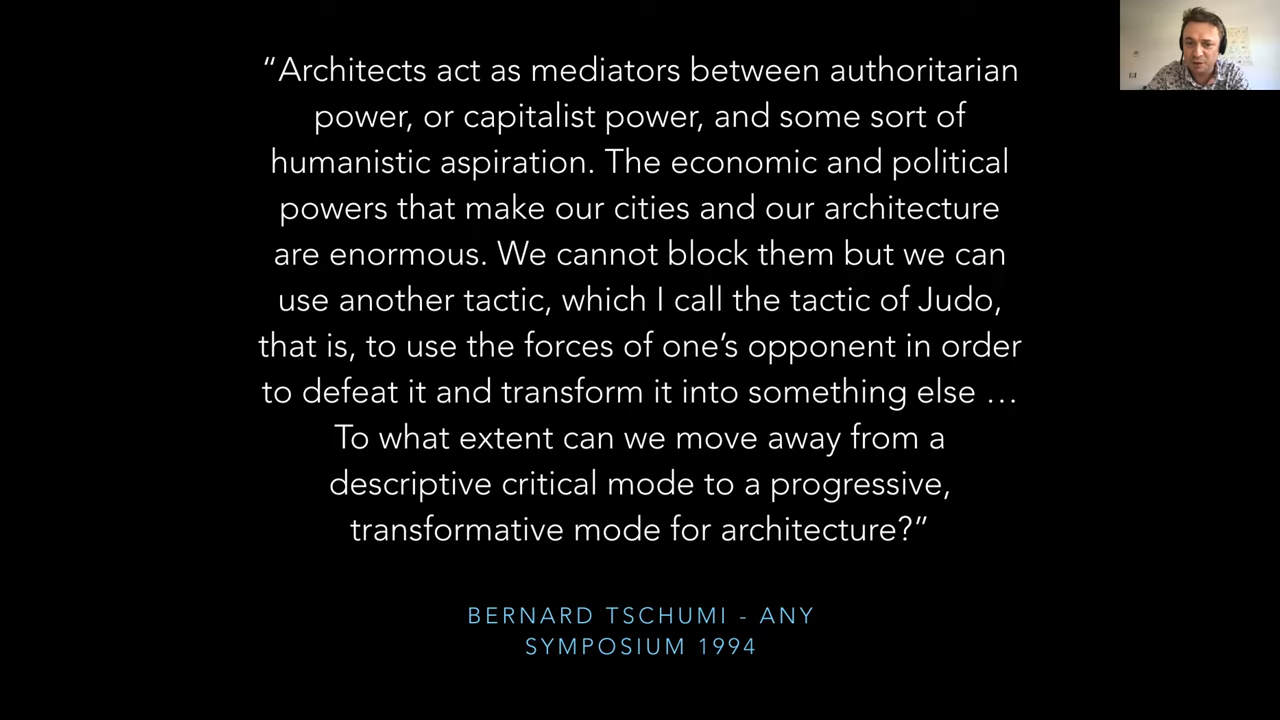 “Architects act as mediators between authoritarian
power, or capitalist power, and some sort of
humanistic aspiration. The economic and political
powers that make our cities and our architecture
are enormous. We cannot block them but we can
use another tactic, which I call the tactic of Judo,
that is, to use the forces of one’s opponent in order
to defeat it and transform it into something else …
To what extent can we move away from a
descriptive critical mode to a progressive,
transformative mode for architecture?”
BERNARD TSCHUMI - ANY
SYMPOSIUM 1994